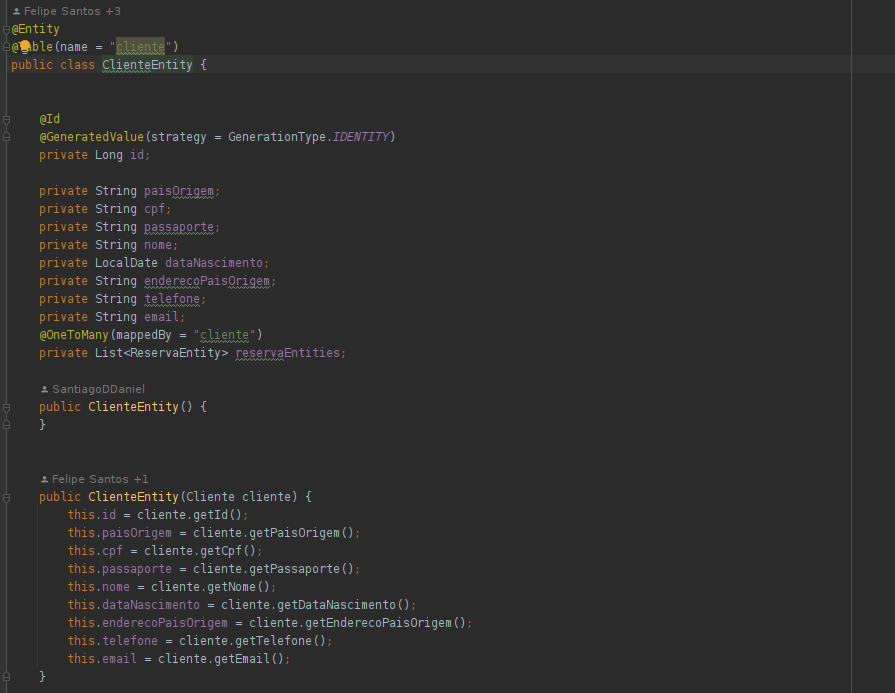 Felipe Santos +3
@Entity
@Table(name = "cliente")
public class ClienteEntity {
@Id
@GeneratedValue(strategy = GenerationType.IDENTITY)
private Long id;
private String paisOrigem;
private String cpf;
private String passaporte;
private String nome;
private LocalDate dataNascimento;
private String enderecoPaisOrigem;
private String telefone;
private String email;
@OneToMany(mappedBy = "cliente")
private List<ReservaEntity> reservaEntities;
SantiagoDDaniel
public ClienteEntity() {
}
Felipe Santos +1
public ClienteEntity(Cliente cliente) {
this.id = cliente.getId();
this.paisOrigem = cliente.getPaisOrigem();
this.cpf = cliente.getCpf();
this.passaporte = cliente.getPassaporte();
this.nome = cliente.getNome();
this.dataNascimento = cliente.getDataNascimento();
this.enderecoPaisOrigem = cliente.getEnderecoPaisOrigem();
this.telefone = cliente.getTelefone();
this.email = cliente.getEmail();
}